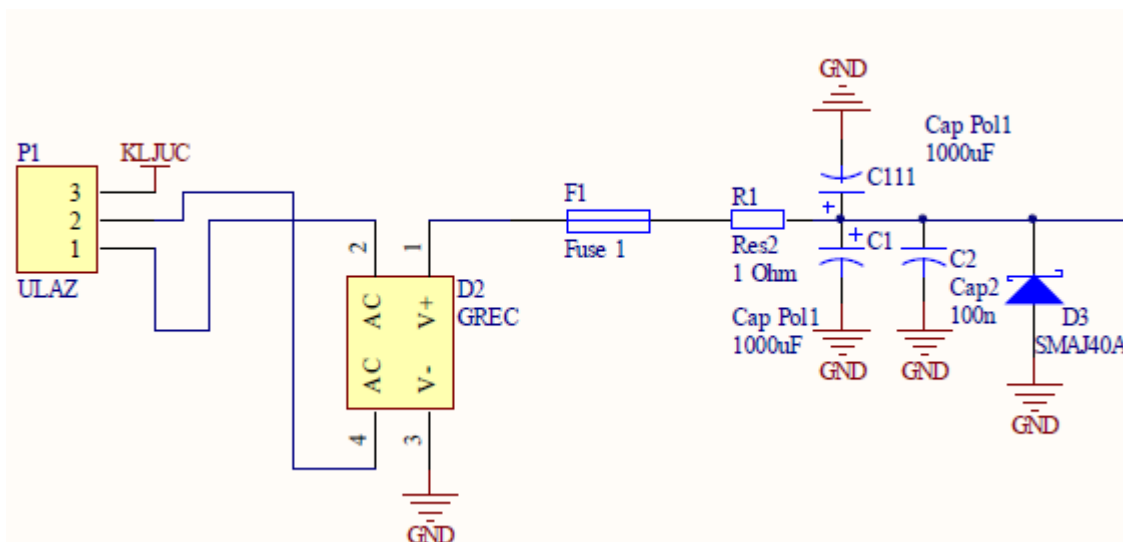 GND
Cap Pol1
1000uF
P1
KLJUC
3
C111
+
2
F1
R1
1
+
C1
Fuse 1
Res2
1 Ohm
C2
ULAZ
2
1
D2
GREC
Cap2
100n
AC
V+
AC
V-
Cap Pol1
1000uF
D3
SMAJ40A
GND
GND
4
3
GND
GND